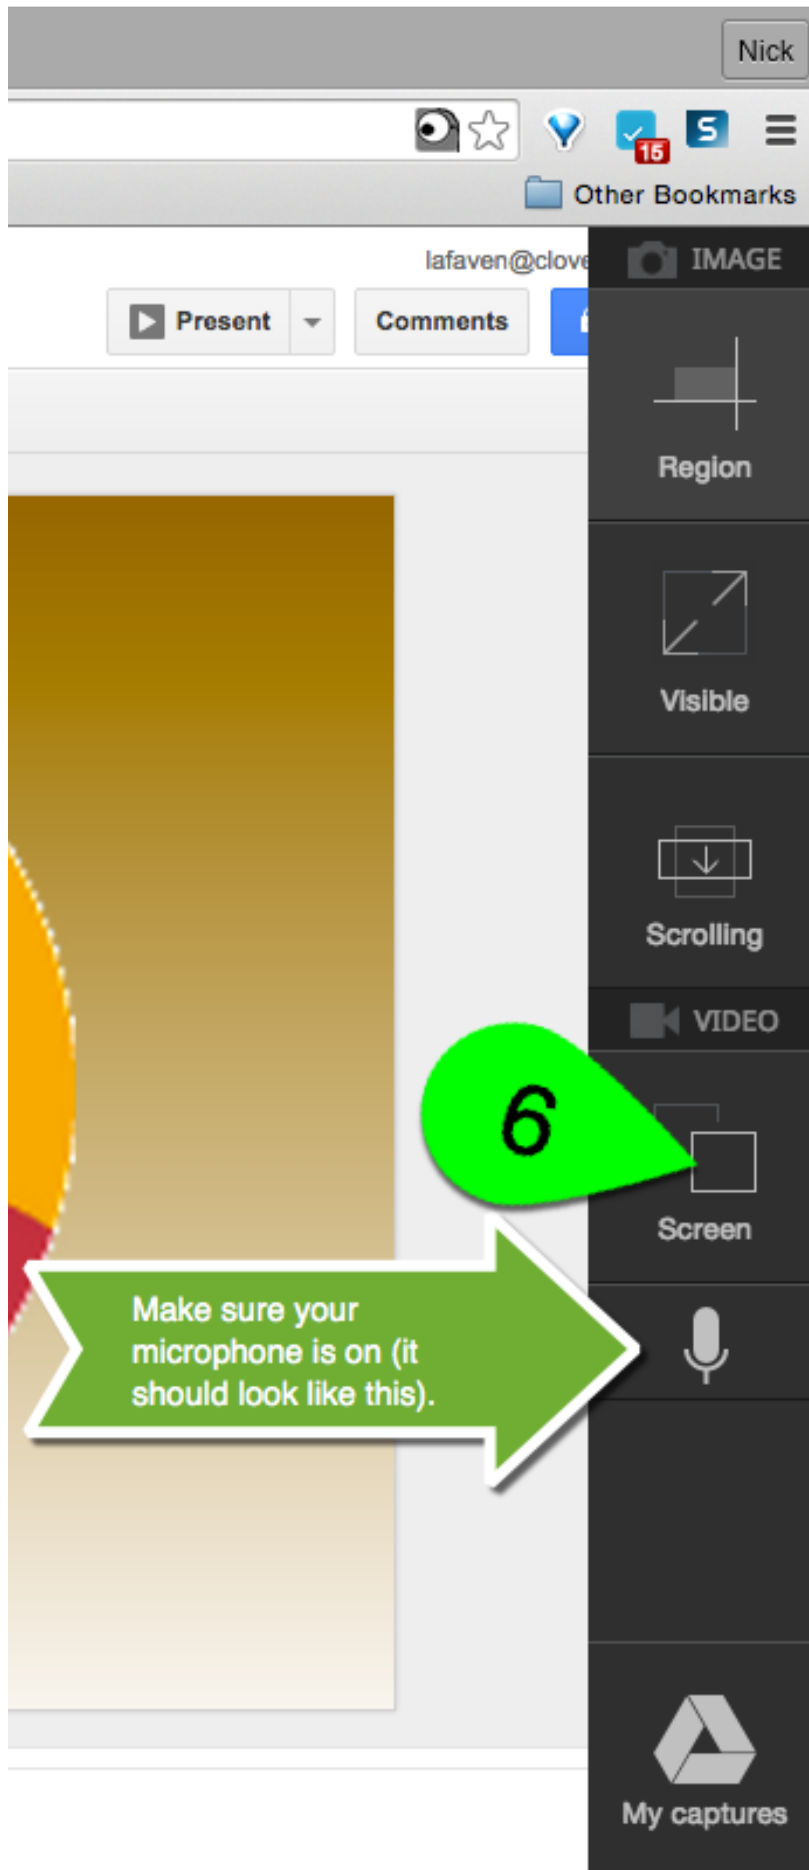 Nick
15
Other Bookmarks
lafaven@clove
IMAGE
Present
Comments
Region
Visible
Scrolling
VIDEO
6
Screen
Make sure your
microphone is on (it
should look like this).
My captures